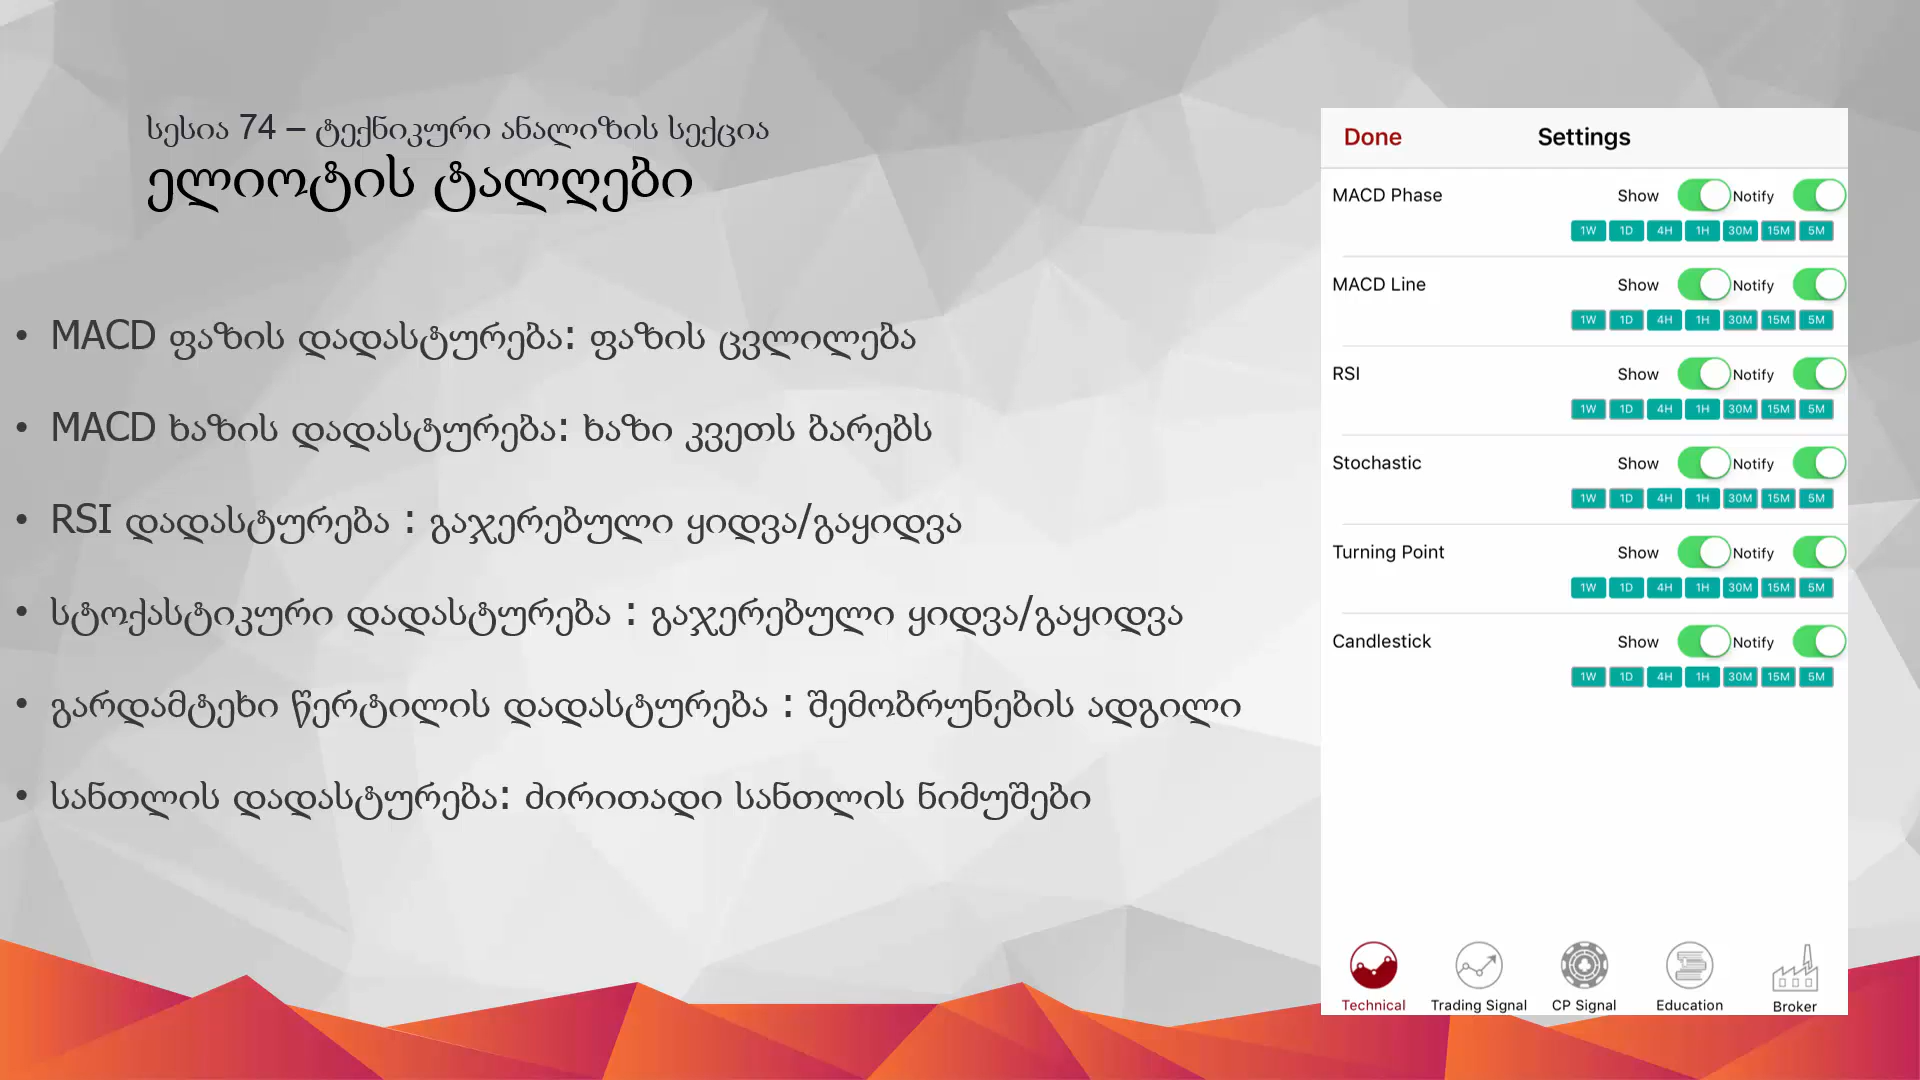 სესია 74 – ტექნიკური ანალიზის სექცია
ელიოტის ტალღები
• MACD ფაზის დადასტურება: ფაზის ცვლილება
• MACD ხაზის დადასტურება: ხაზი კვეთს ბარებს
• RSI დადასტურება : გაჯერებული ყიდვა/გაყიდვა
• სტოქასტიკური დადასტურება : გაჯერებული ყიდვა/გაყიდვა
• გარდამტეხი წერტილის დადასტურება : შემობრუნების ადგილი
• სანთლის დადასტურება: ძირითადი სანთლის ნიმუშები
Done Settings
MACD Phase Show Notify
1W 1D 4H 1H 30M 15M 5M
MACD Line Show Notify
1W 1D 4H 1H 30M 15M 5M
RSI Show Notify
1W 1D 4H 1H 30M 15M 5M
Stochastic Show Notify
1W 1D 4H 1H 30M 15M 5M
Turning Point Show Notify
1W 1D 4H 1H 30M 15M 5M
Candlestick Show Notify
1W 1D 4H 1H 30M 15M 5M
Technical Trading Signal CP Signal Education Broker